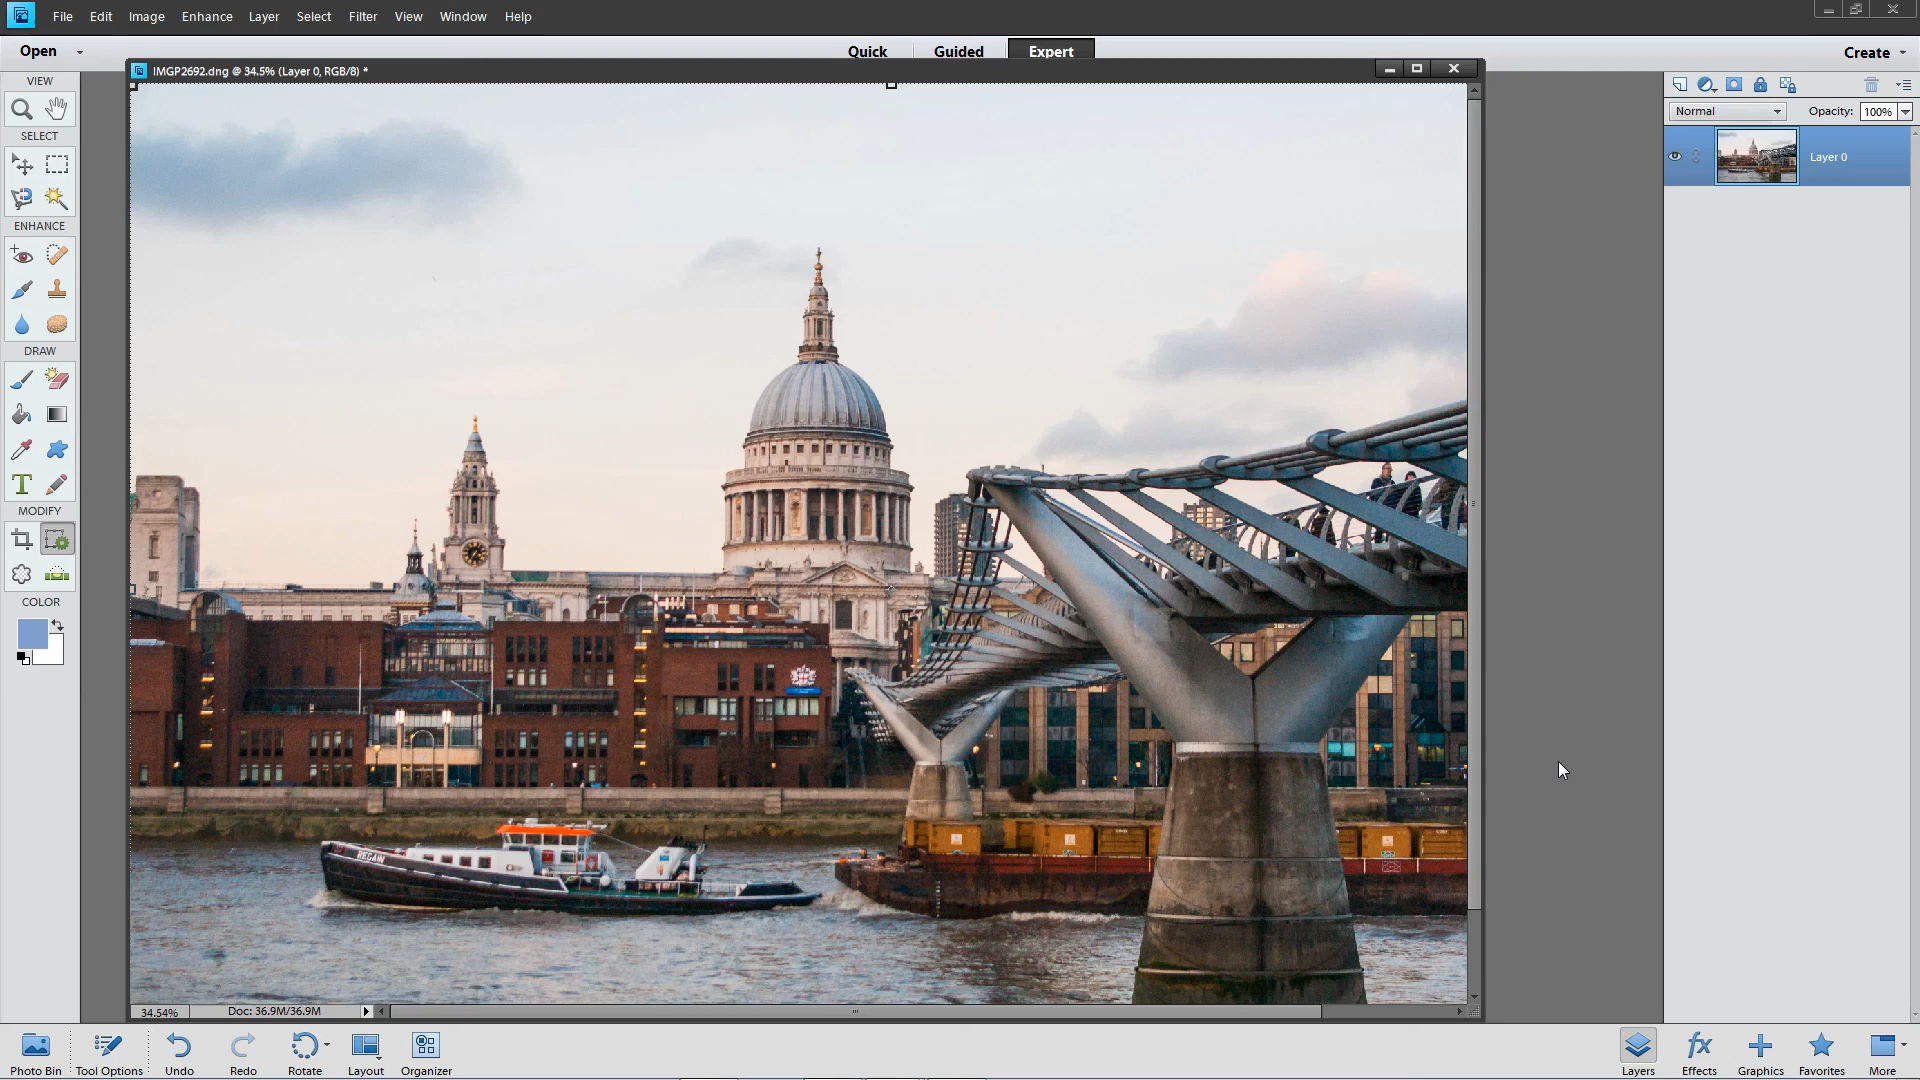 File Edit Image Enhance Layer Select Filter View Window Help
Open Quick Guided Expert Create
IMGP2692.dng @ 34.5% (Layer 0, RGB/8) *
VIEW
SELECT
ENHANCE
DRAW
T
MODIFY
COLOR
Normal Opacity: 100%
Layer 0
REGAIN
34.54% Doc: 36.9M/36.9M
Photo Bin Tool Options Undo Redo Rotate Layout Organizer
fx
Layers Effects Graphics Favorites More